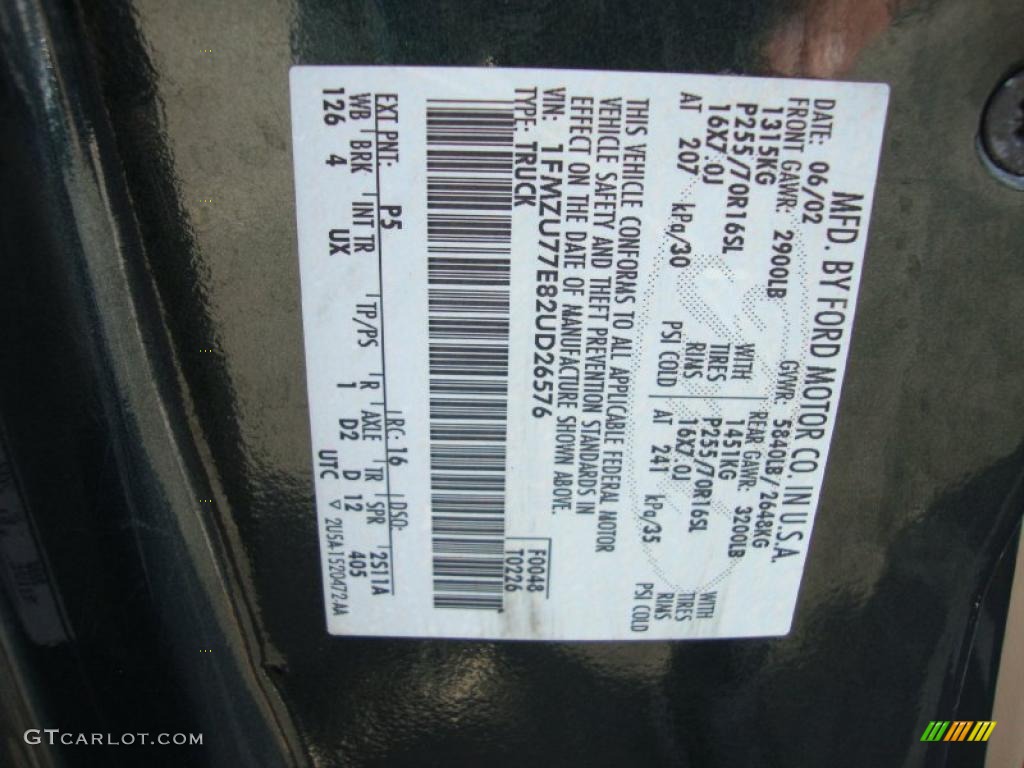 MFD. BY FORD MOTOR CO. IN U.S.A.
DATE: 06/02 GVWR: 5840LB/2648KG
FRONT GAWR: 2900LB REAR GAWR: 3200LB
1315KG WITH 1451KG WITH
P255/70R16SL TIRES P255/70R16SL TIRES
16X7.0J RINS 16X7.0J RINS
AT 207 kPa/30 PSI COLD AT 241 kPa/35 PSI COLD
THIS VEHICLE CONFORMS TO ALL APPLICABLE FEDERAL MOTOR
VEHICLE SAFETY AND THEFT PREVENTION STANDARDS IN
EFFECT ON THE DATE OF MANUFACTURE SHOWN ABOVE.
VIN: 1FMZU77E82UD26576 F0048
TYPE: TRUCK T0226
EXT PNT: P5 RC: 16 DSO:
WB BRK INT TR TP/PS R AXLE TR SPR 2S11A
126 4 UX 1 D2 D 12 405
UTC ▽ 2U5A-1520472-AA
GTCARLOT.COM